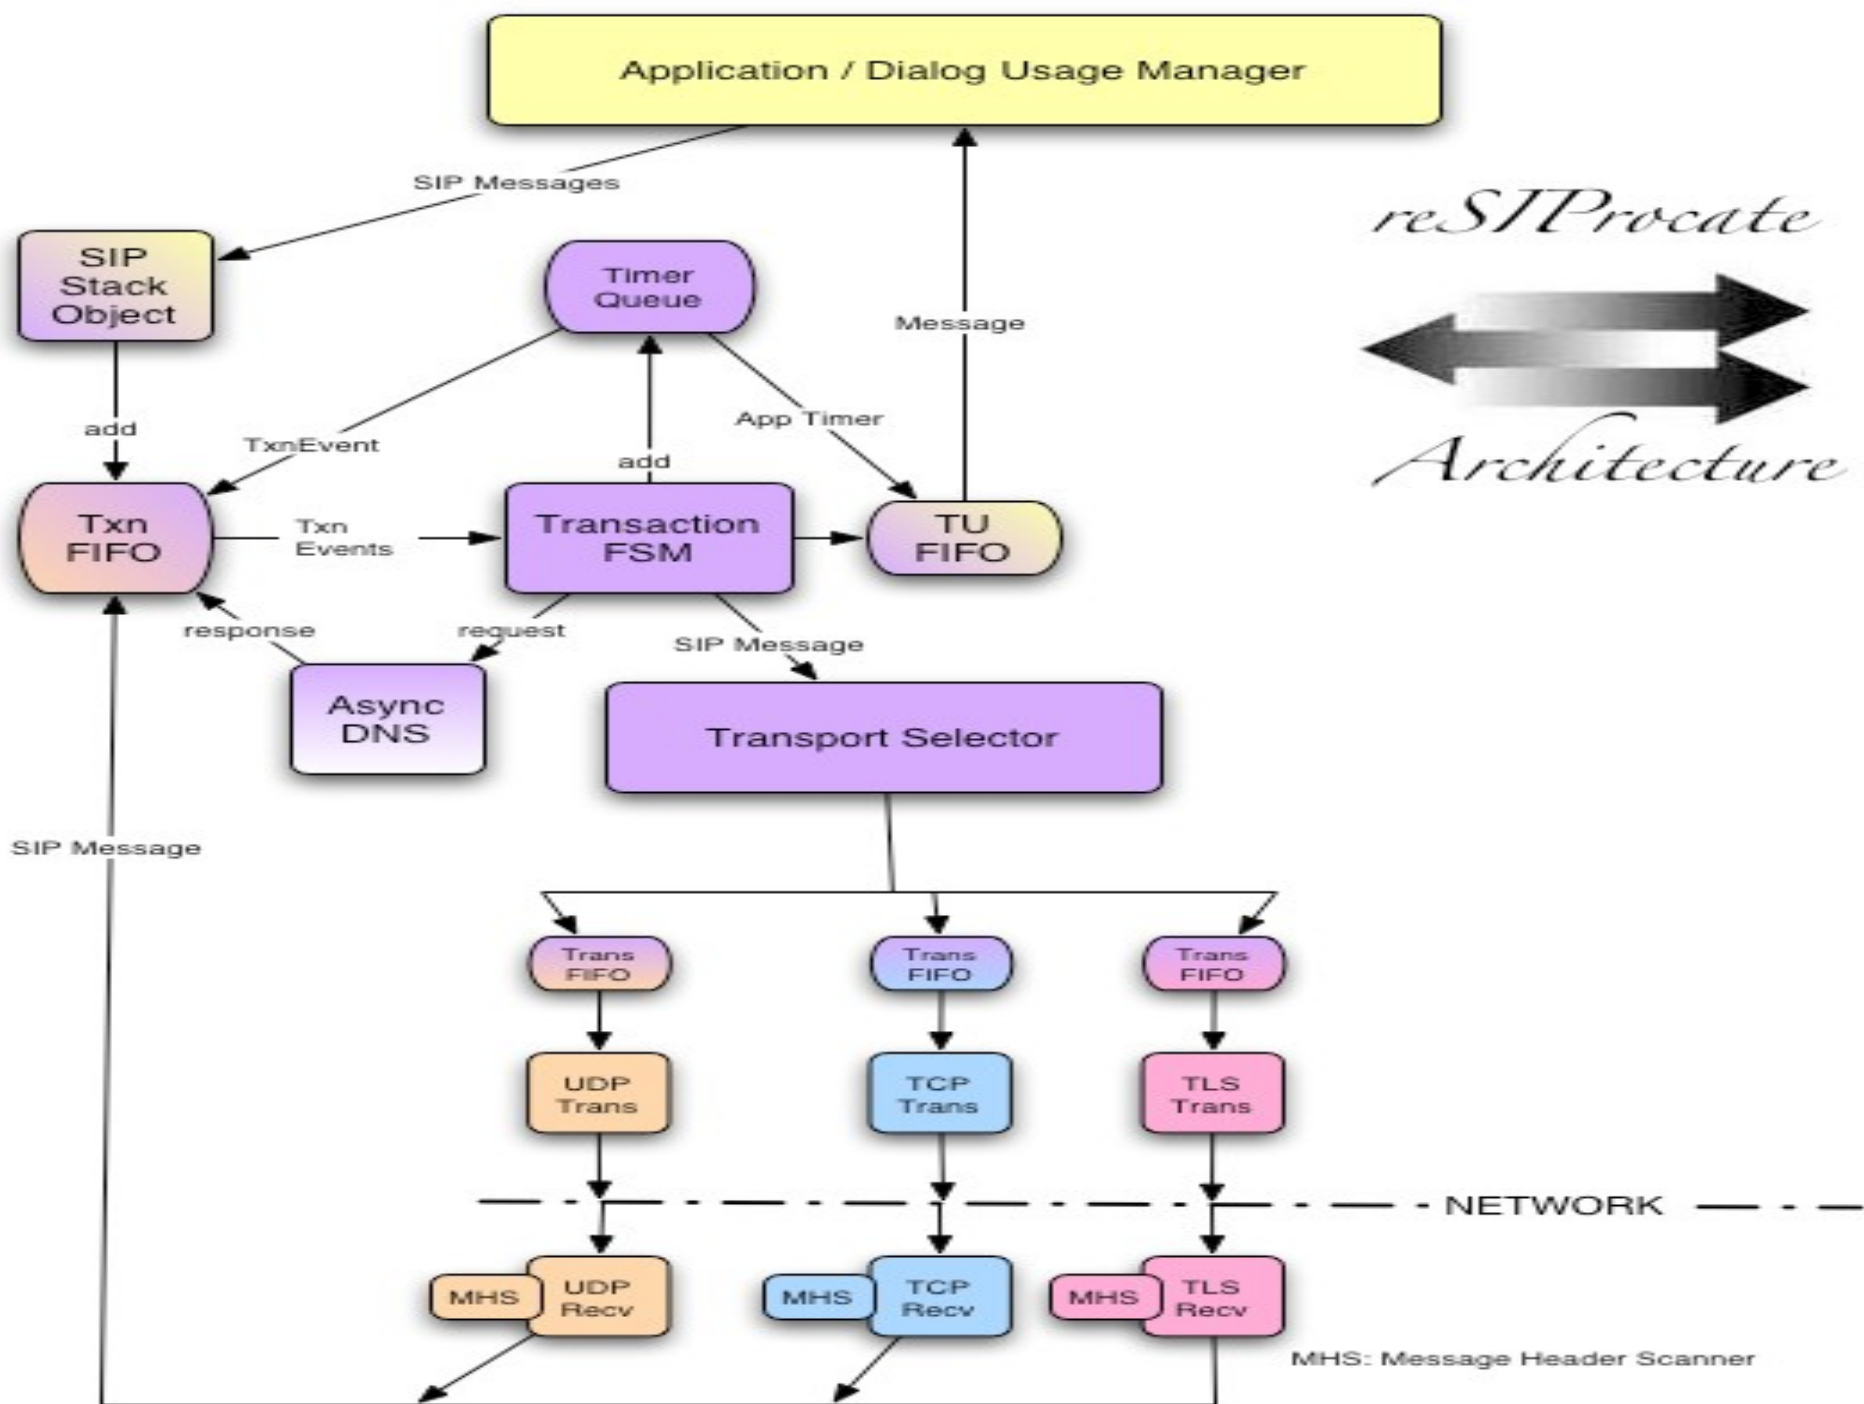 Application / Dialog Usage Manager
SIP Messages
reSIProcate
SIP
Stack
Object
Timer
Queue
Message
App Timer
add
TxnEvent
add
Architecture
Txn
FIFO
Txn
Events
Transaction
FSM
TU
FIFO
response
request
SIP Message
Async
DNS
Transport Selector
SIP Message
Trans
FIFO
Trans
FIFO
Trans
FIFO
UDP
Trans
TCP
Trans
TLS
Trans
NETWORK
MHS
UDP
Recv
MHS
TCP
Recv
MHS
TLS
Recv
MHS: Message Header Scanner